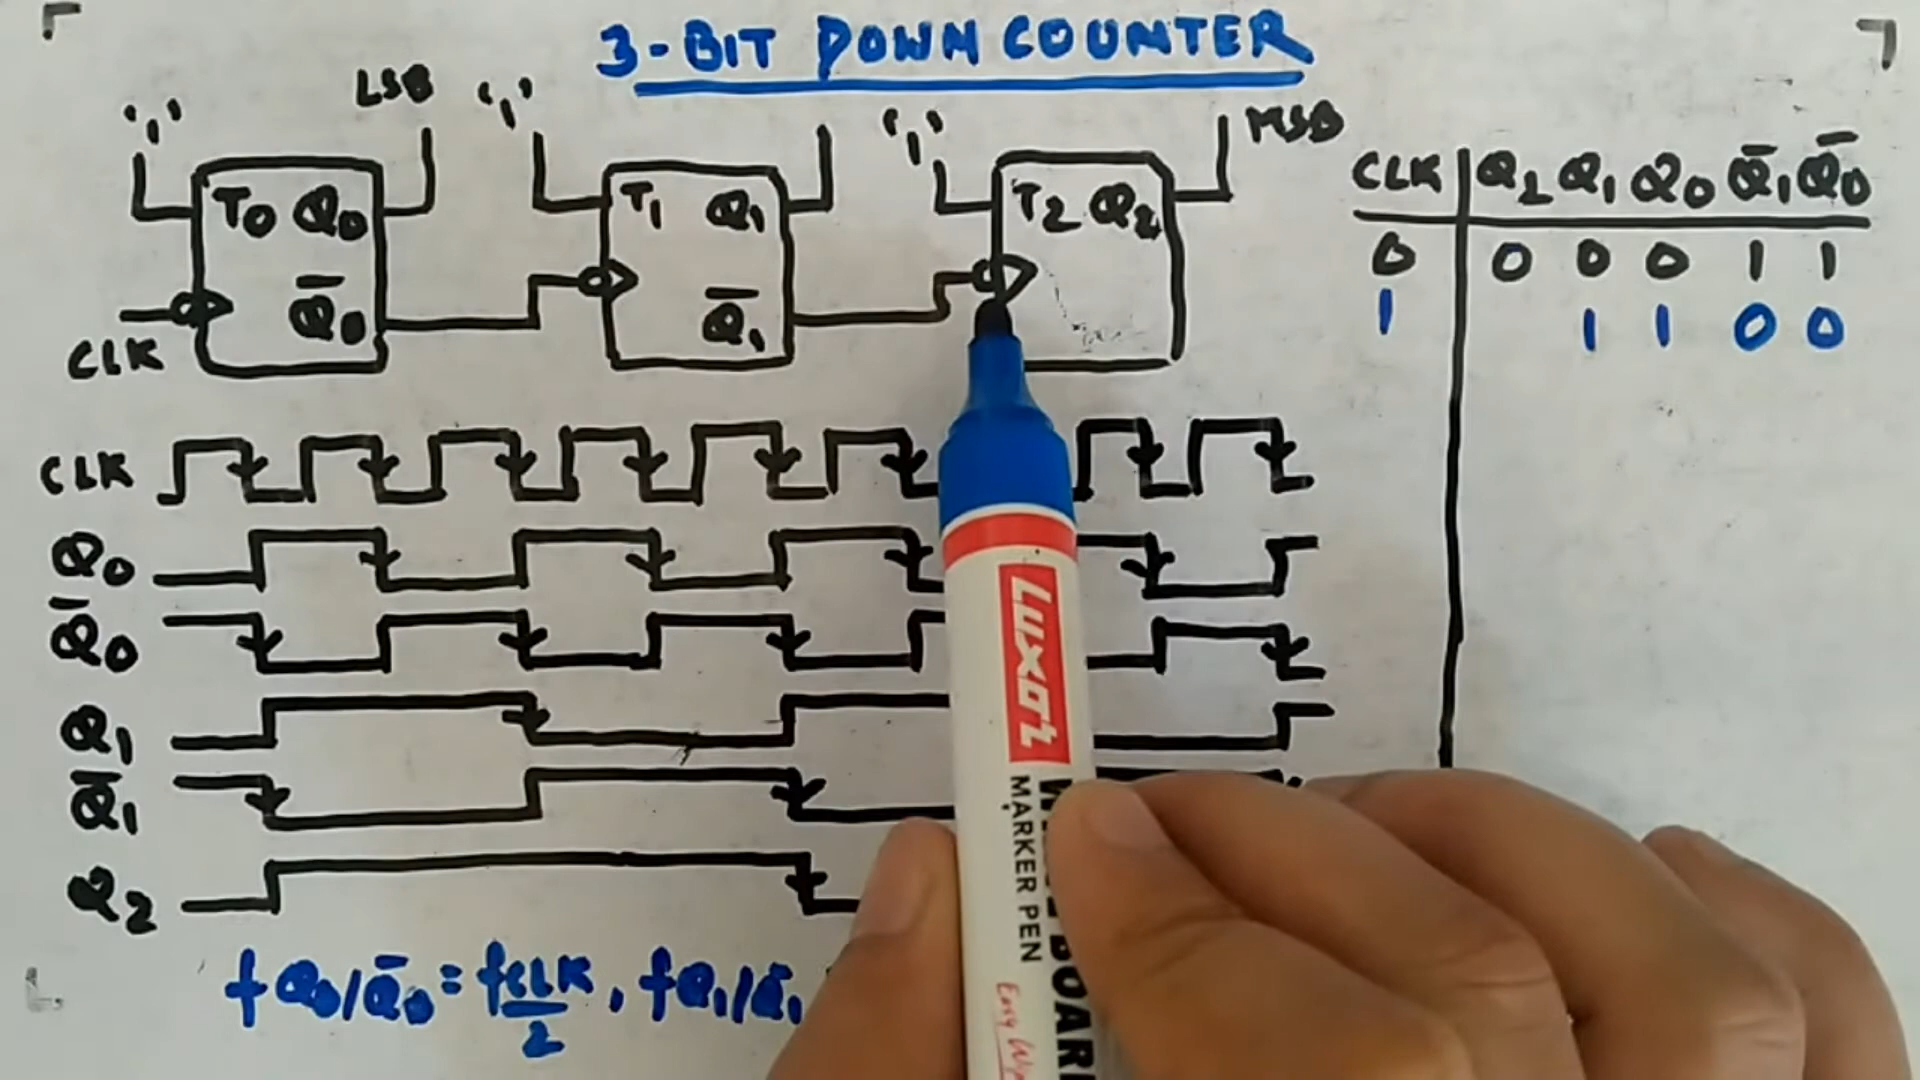 3-BIT DOWN COUNTER
LSB
MSB
'1' '1' '1'
T0 Q0
Q̅0
CLK
T1 Q1
Q̅1
T2 Q2
CLK Q2 Q1 Q0 Q̅1 Q̅0
0 0 0 0 1 1
1 1 1 0 0
CLK
Q0
Q̅0
Q1
Q̅1
Q2
fQ0/Q̅0 = fCLK/2, fQ1/Q̅1
Luxor
MARKER PEN